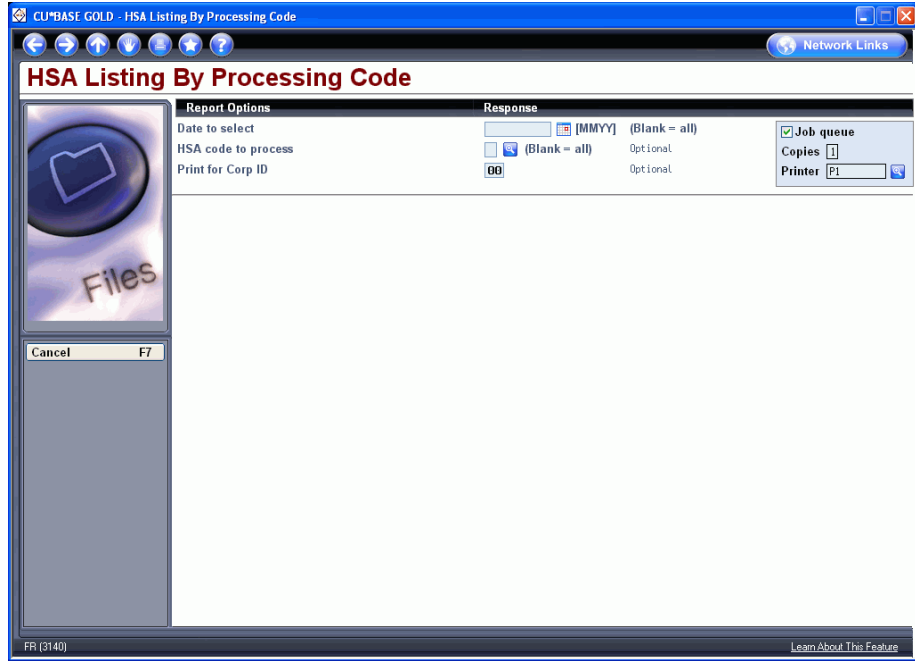 CU*BASE GOLD - HSA Listing By Processing Code
Network Links
HSA Listing By Processing Code
Report Options Response
Date to select [MMYY] (Blank = all)
HSA code to process (Blank = all) Optional
Print for Corp ID 00 Optional
Job queue
Copies 1
Printer P1
Files
Cancel F7
FR (3140)
Learn About This Feature